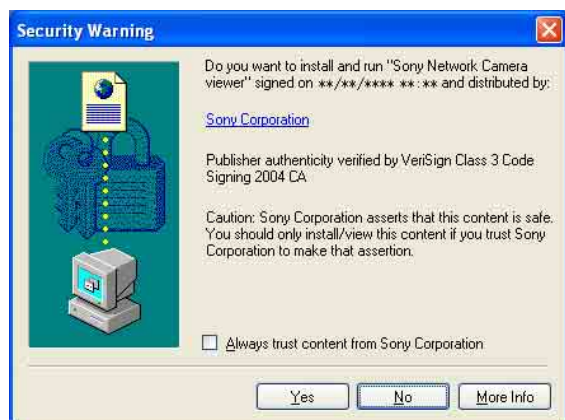 Security Warning
Do you want to install and run "Sony Network Camera
viewer" signed on **/**/**** **:** and distributed by:
Sony Corporation
Publisher authenticity verified by VeriSign Class 3 Code
Signing 2004 CA
Caution: Sony Corporation asserts that this content is safe.
You should only install/view this content if you trust Sony
Corporation to make that assertion.
Always trust content from Sony Corporation
Yes
No
More Info